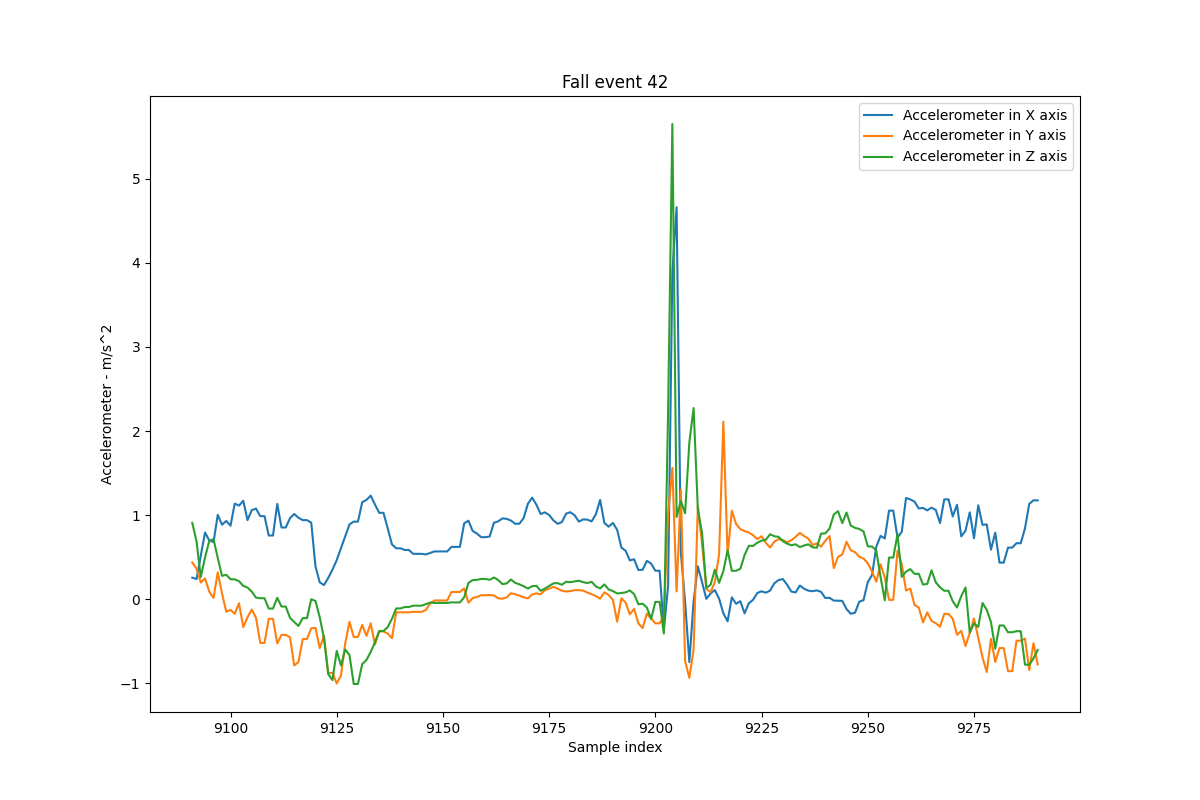 Fall event 42
Accelerometer in X axis
Accelerometer in Y axis
Accelerometer in Z axis
Accelerometer - m/s^2
5
4
3
2
1
0
−1
9100 9125 9150 9175 9200 9225 9250 9275
Sample index